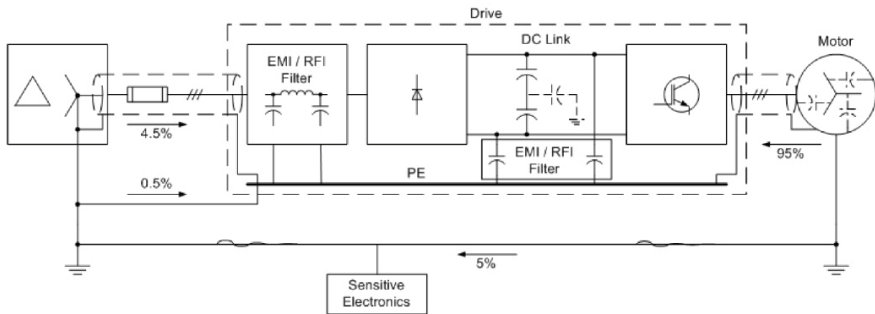 Drive
DC Link
Motor
EMI / RFI
Filter
4.5%
EMI / RFI
Filter
95%
PE
0.5%
5%
Sensitive
Electronics